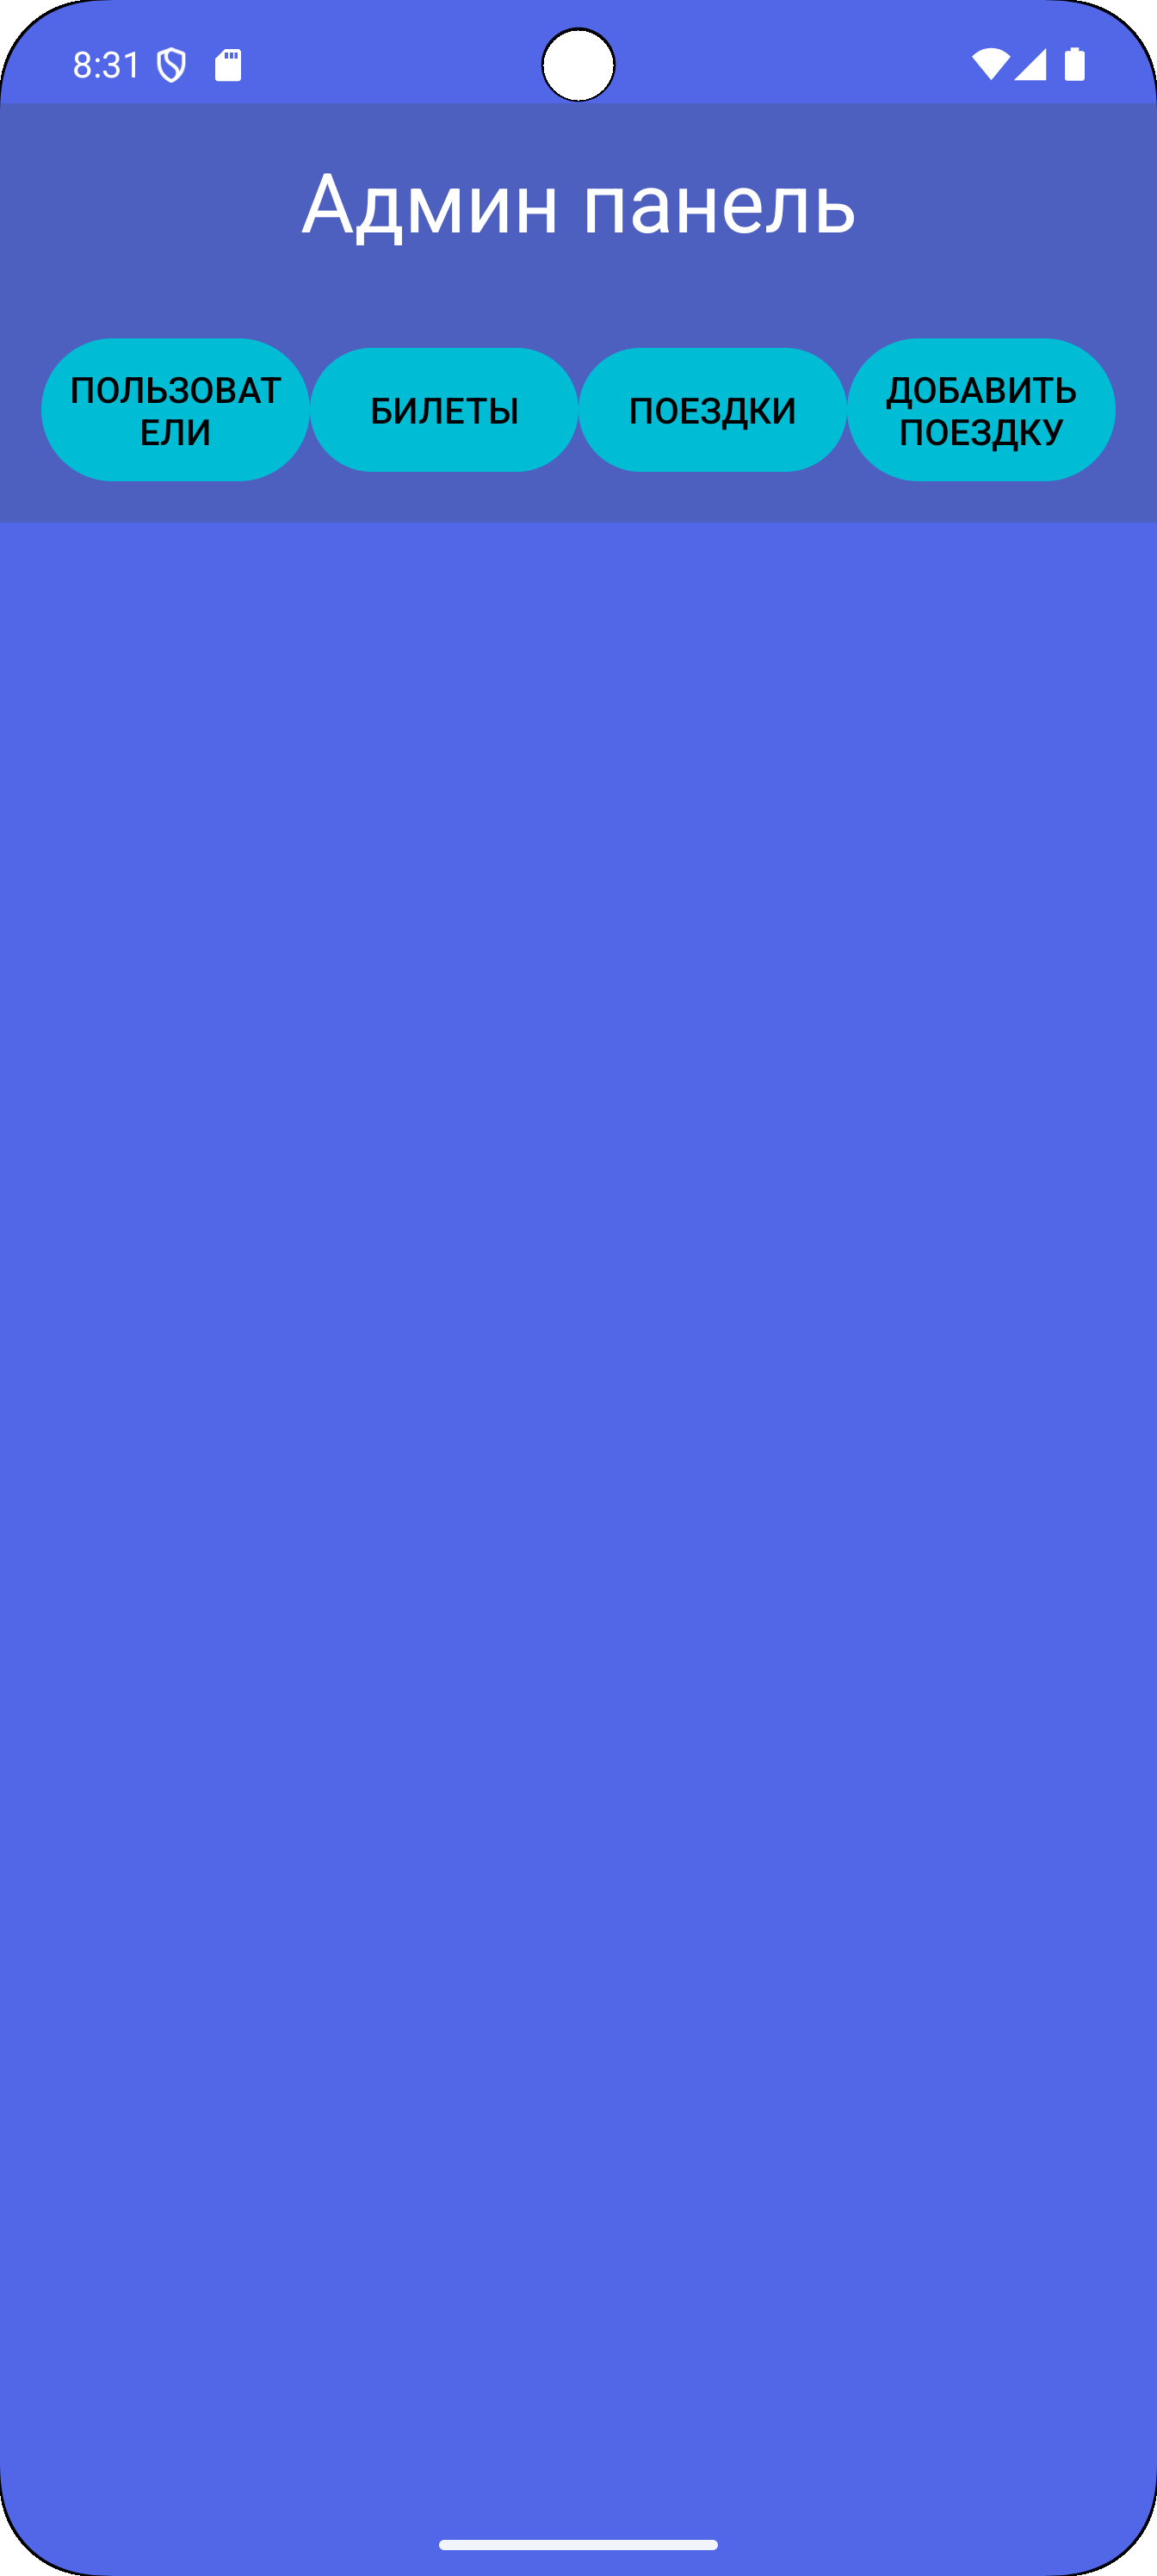 8:31
Админ панель
ПОЛЬЗОВАТ
ЕЛИ
БИЛЕТЫ
ПОЕЗДКИ
ДОБАВИТЬ
ПОЕЗДКУ